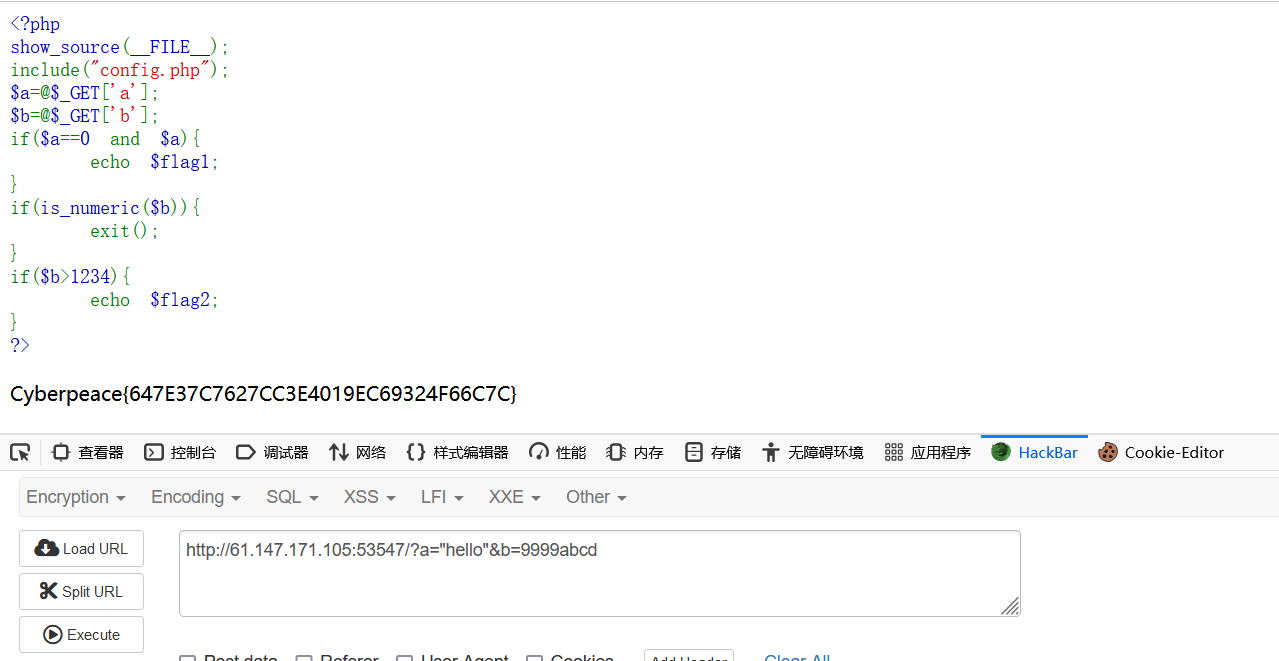 <?php
show_source(__FILE__);
include("config.php");
$a=@$_GET['a'];
$b=@$_GET['b'];
if($a==0 and $a){
echo $flag1;
}
if(is_numeric($b)){
exit();
}
if($b>1234){
echo $flag2;
}
?>
Cyberpeace{647E37C7627CC3E4019EC69324F66C7C}
查看器 控制台 调试器 网络 样式编辑器 性能 内存 存储 无障碍环境 应用程序 HackBar Cookie-Editor
Encryption Encoding SQL XSS LFI XXE Other
Load URL
http://61.147.171.105:53547/?a="hello"&b=9999abcd
Split URL
Execute
Post data Referer User Agent Cookies Add Header Clear All